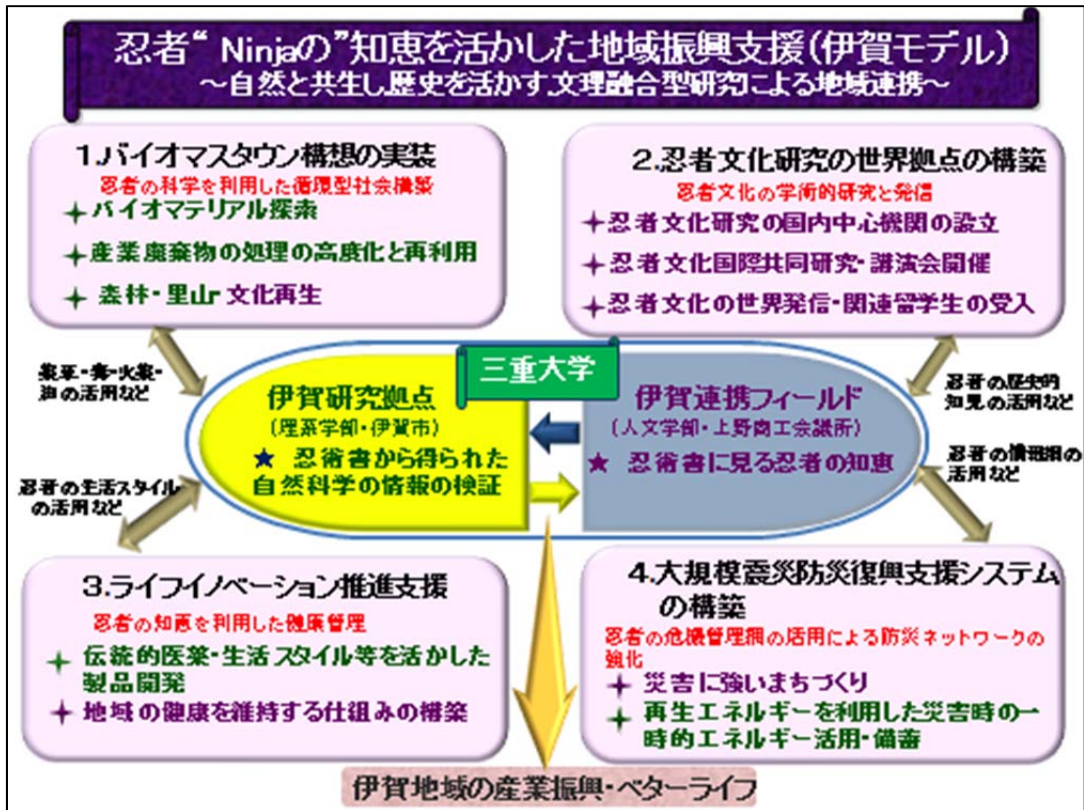 忍者“ Ninjaの”知恵を活かした地域振興支援(伊賀モデル)
～自然と共生し歴史を活かす文理融合型研究による地域連携～
1.バイオマスタウン構想の実装
忍者の科学を利用した循環型社会構築
バイオマテリアル探索
産業廃棄物の処理の高度化と再利用
森林・里山 文化再生
2.忍者文化研究の世界拠点の構築
忍者文化の学術的研究と発信
忍者文化研究の国内中心機関の設立
忍者文化国際共同研究・講演会開催
忍者文化の世界発信・関連留学生の受入
薬草・毒・火薬・
油の活用など
三重大学
伊賀研究拠点
(理系学部・伊賀市)
★ 忍術書から得られた
自然科学の情報の検証
伊賀連携フィールド
(人文学部・上野商工会議所)
★ 忍術書に見る忍者の知恵
忍者の歴史的
知見の活用など
忍者の生活スタイル
の活用など
忍者の情報網の
活用など
3.ライフイノベーション推進支援
忍者の知恵を利用した健康管理
伝統的医薬・生活スタイル等を活かした
製品開発
地域の健康を維持する仕組みの構築
4.大規模震災防災復興支援システム
の構築
忍者の危機管理網の活用による防災ネットワークの
強化
災害に強いまちづくり
再生エネルギーを利用した災害時の一
時的エネルギー活用・備蓄
伊賀地域の産業振興・ベターライフ